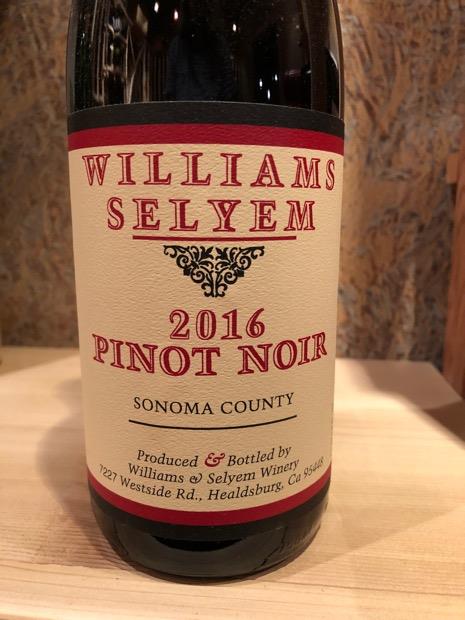 WILLIAMS
SELYEM
2016
PINOT NOIR
SONOMA COUNTY
Produced & Bottled by
Williams & Selyem Winery
7227 Westside Rd., Healdsburg, Ca 95448